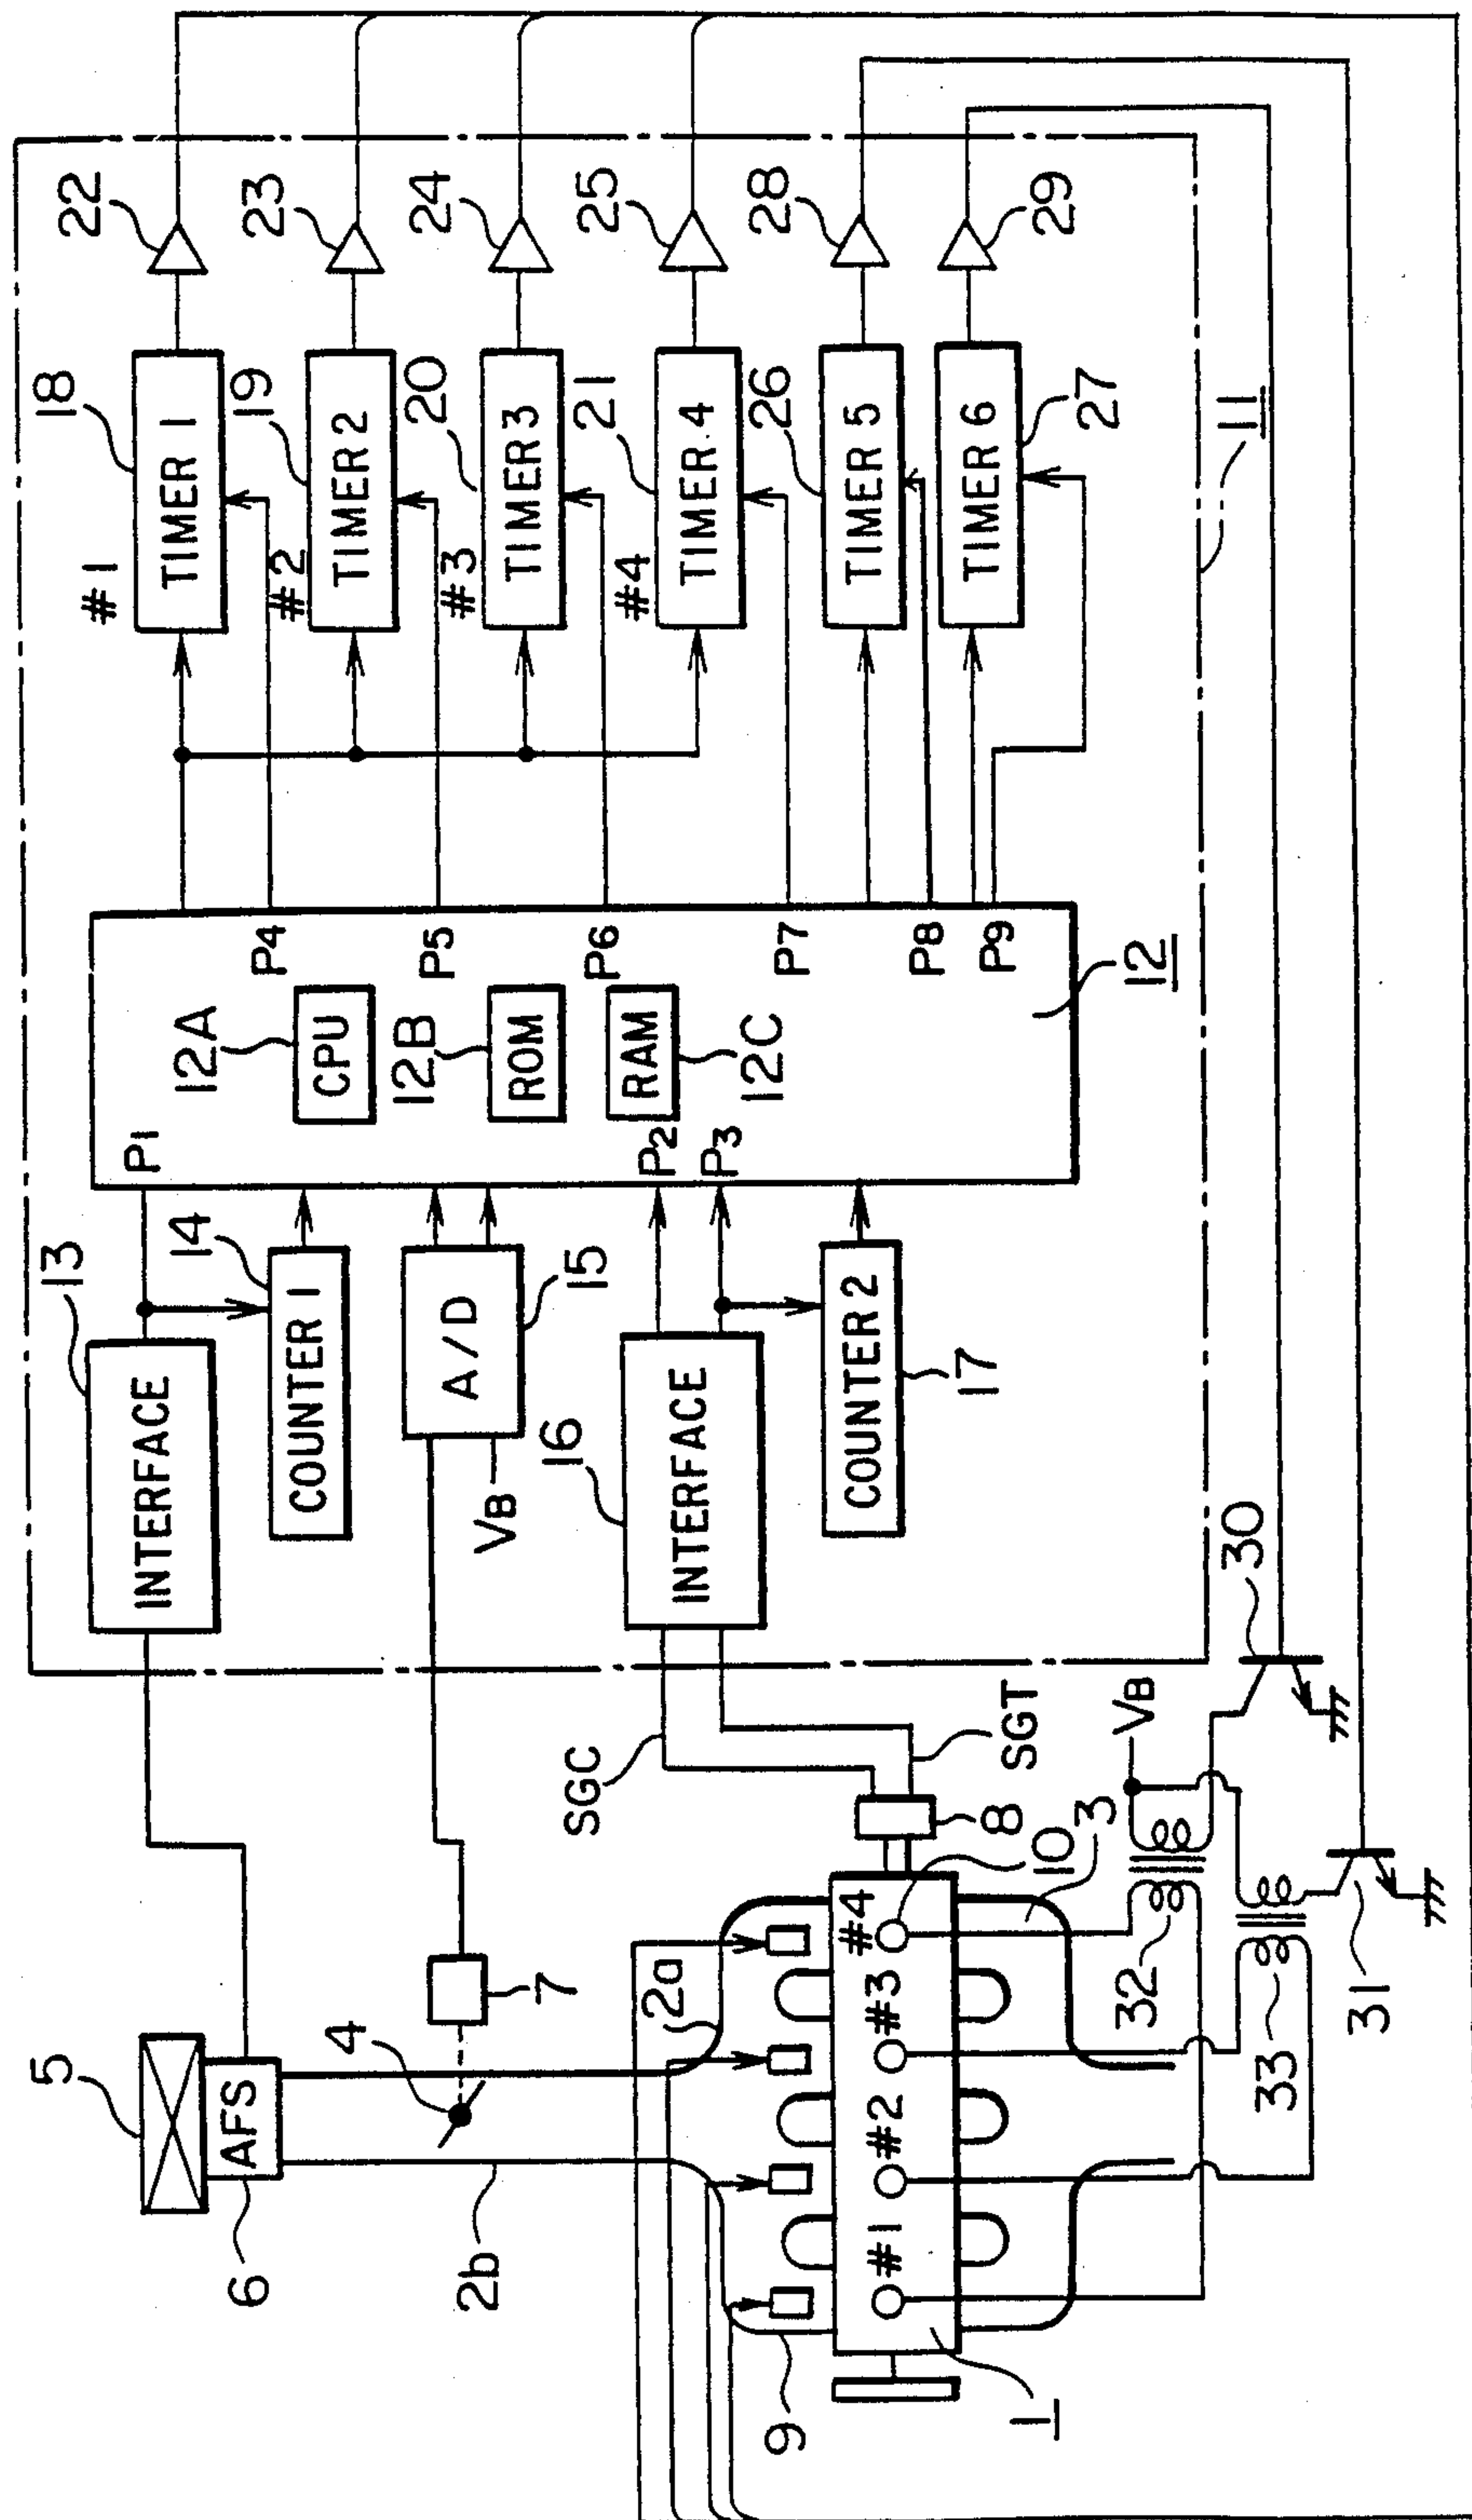 5
AFS
6
4
2b
7
2a
9
#1
#2
#3
#4
1
10
3
8
SGC
SGT
VB
32
33
30
31
13
INTERFACE
14
COUNTER 1
A/D
15
VB
16
INTERFACE
COUNTER 2
17
P1
P2
P3
12A
CPU
12B
ROM
RAM
12C
P4
P5
P6
P7
P8
P9
12
#1
18
TIMER 1
22
#2
19
TIMER 2
23
#3
20
TIMER 3
24
#4
21
TIMER 4
25
26
TIMER 5
28
TIMER 6
27
29
11